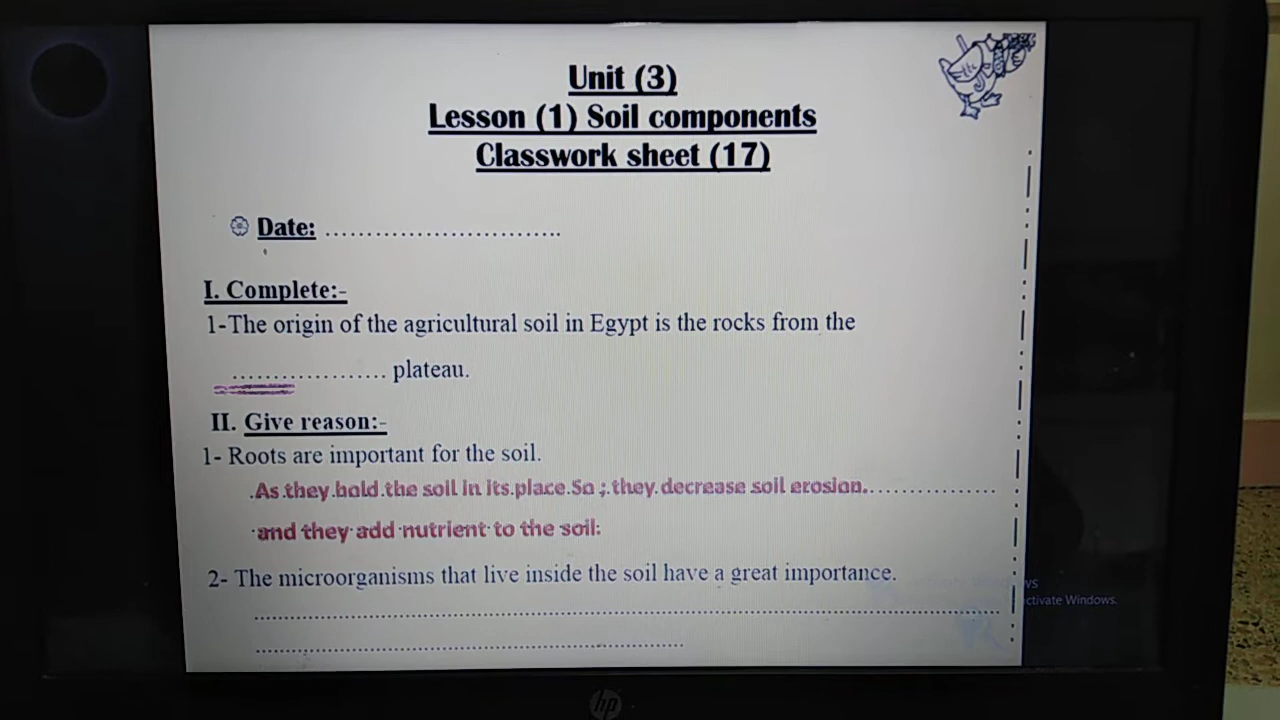 Unit (3)
Lesson (1) Soil components
Classwork sheet (17)
Date: ............................
I. Complete:-
1-The origin of the agricultural soil in Egypt is the rocks from the
.................... plateau.
II. Give reason:-
1- Roots are important for the soil.
As they hold the soil in its place. So ; they decrease soil erosion.
and they add nutrient to the soil.
2- The microorganisms that live inside the soil have a great importance.
ctivate Windows.
hp